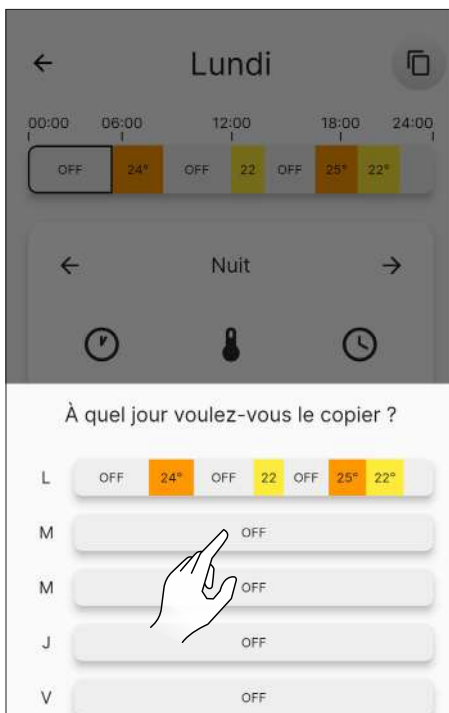 Lundi
00:00 06:00 12:00 18:00 24:00
OFF 24° OFF 22 OFF 25° 22°
Nuit
À quel jour voulez-vous le copier ?
L OFF 24° OFF 22 OFF 25° 22°
M OFF
M OFF
J OFF
V OFF